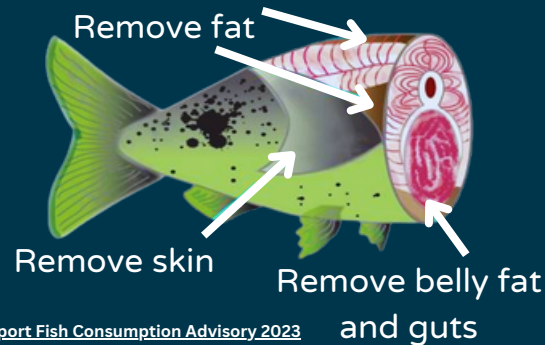 Remove fat
Remove skin
Remove belly fat
and guts
port Fish Consumption Advisory 2023